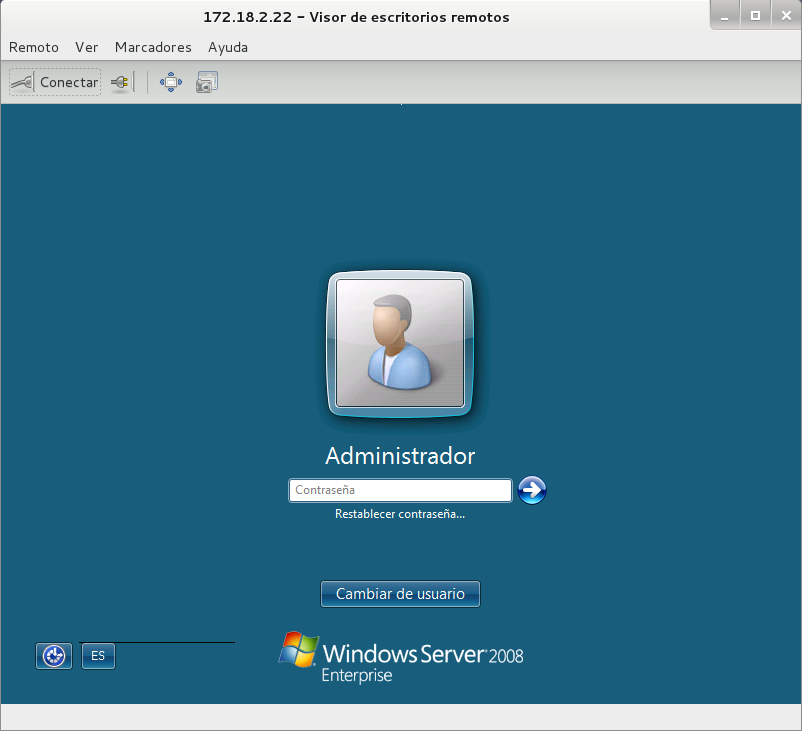 172.18.2.22 – Visor de escritorios remotos
Remoto Ver Marcadores Ayuda
Conectar
Administrador
Contraseña
Restablecer contraseña...
Cambiar de usuario
ES
Windows Server 2008
Enterprise